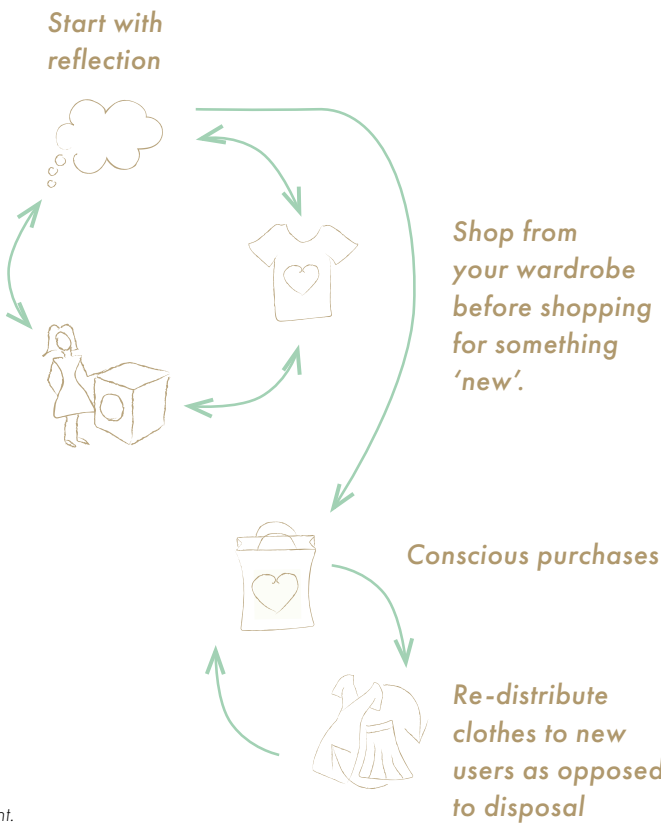 Start with
reflection
Shop from
your wardrobe
before shopping
for something
‘new’.
Conscious purchases
Re-distribute
clothes to new
users as opposed
to disposal